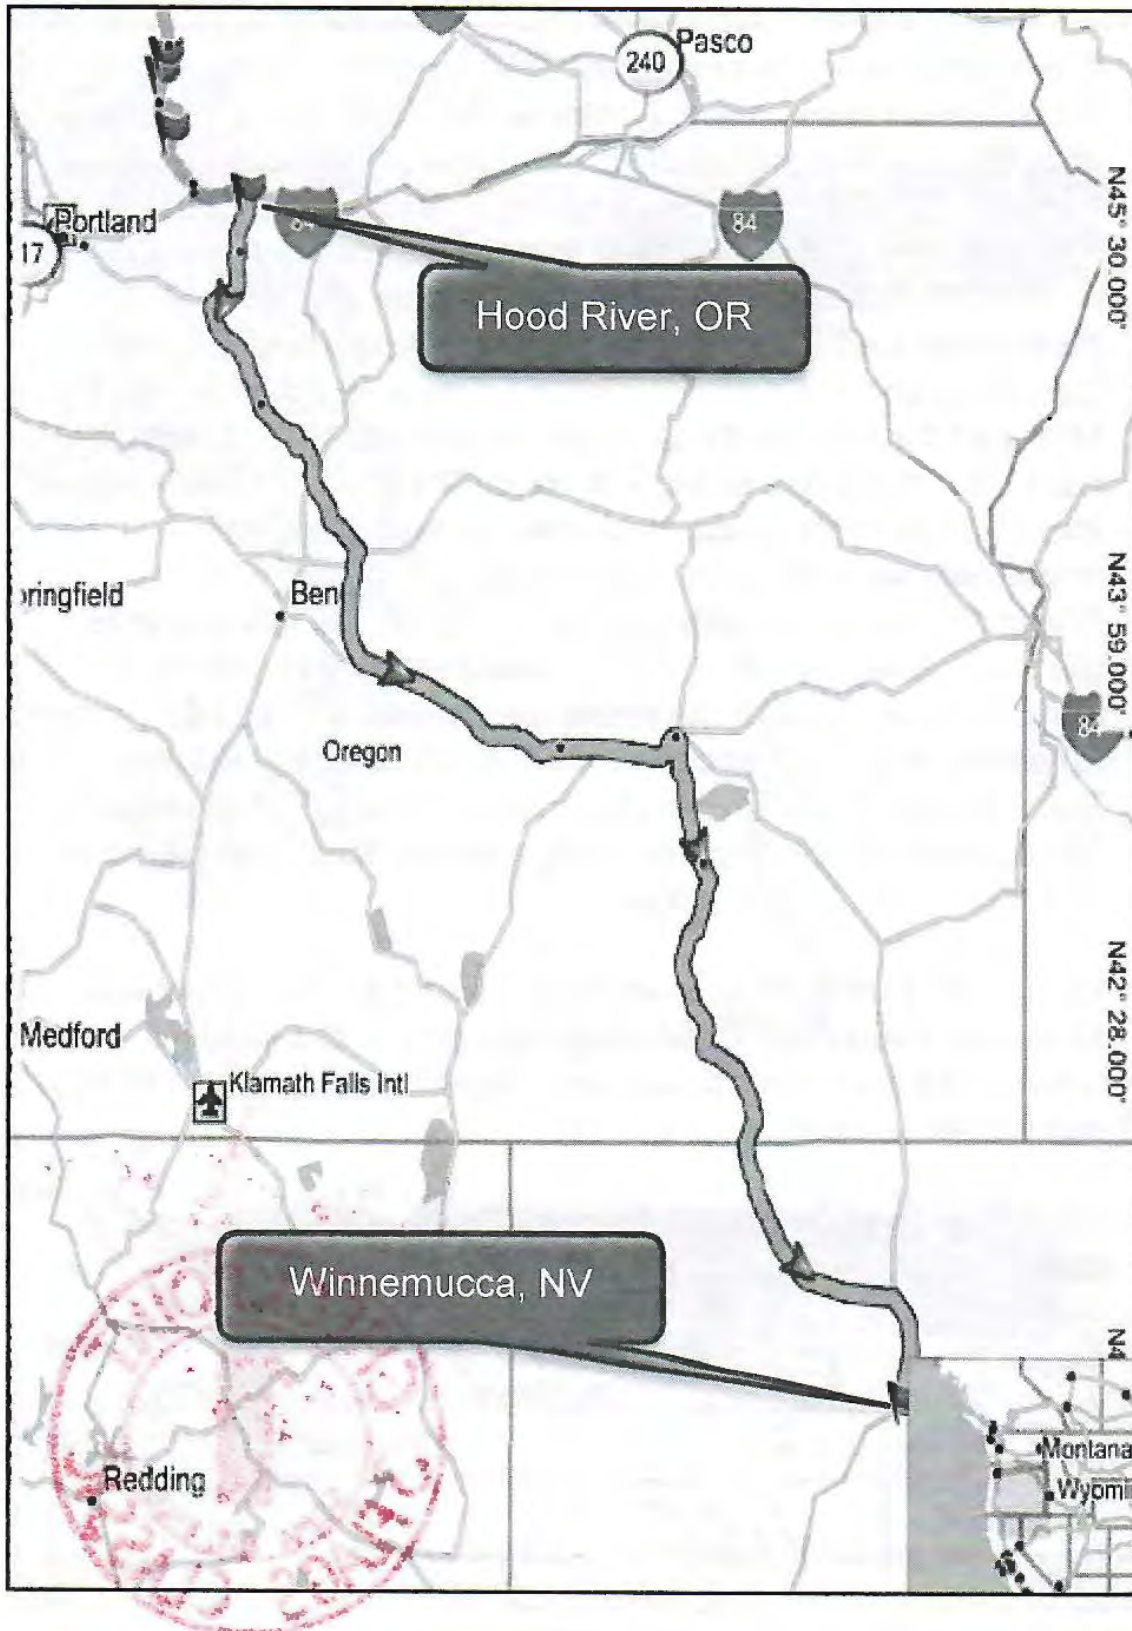 Pasco
240
84
84
Portland
17
Hood River, OR
N45° 30.000'
Ben
pringfield
N43° 59.000'
84
Oregon
N42° 28.000'
Medford
Klamath Falls Intl
Winnemucca, NV
N4
Montana
Wyomi
Redding